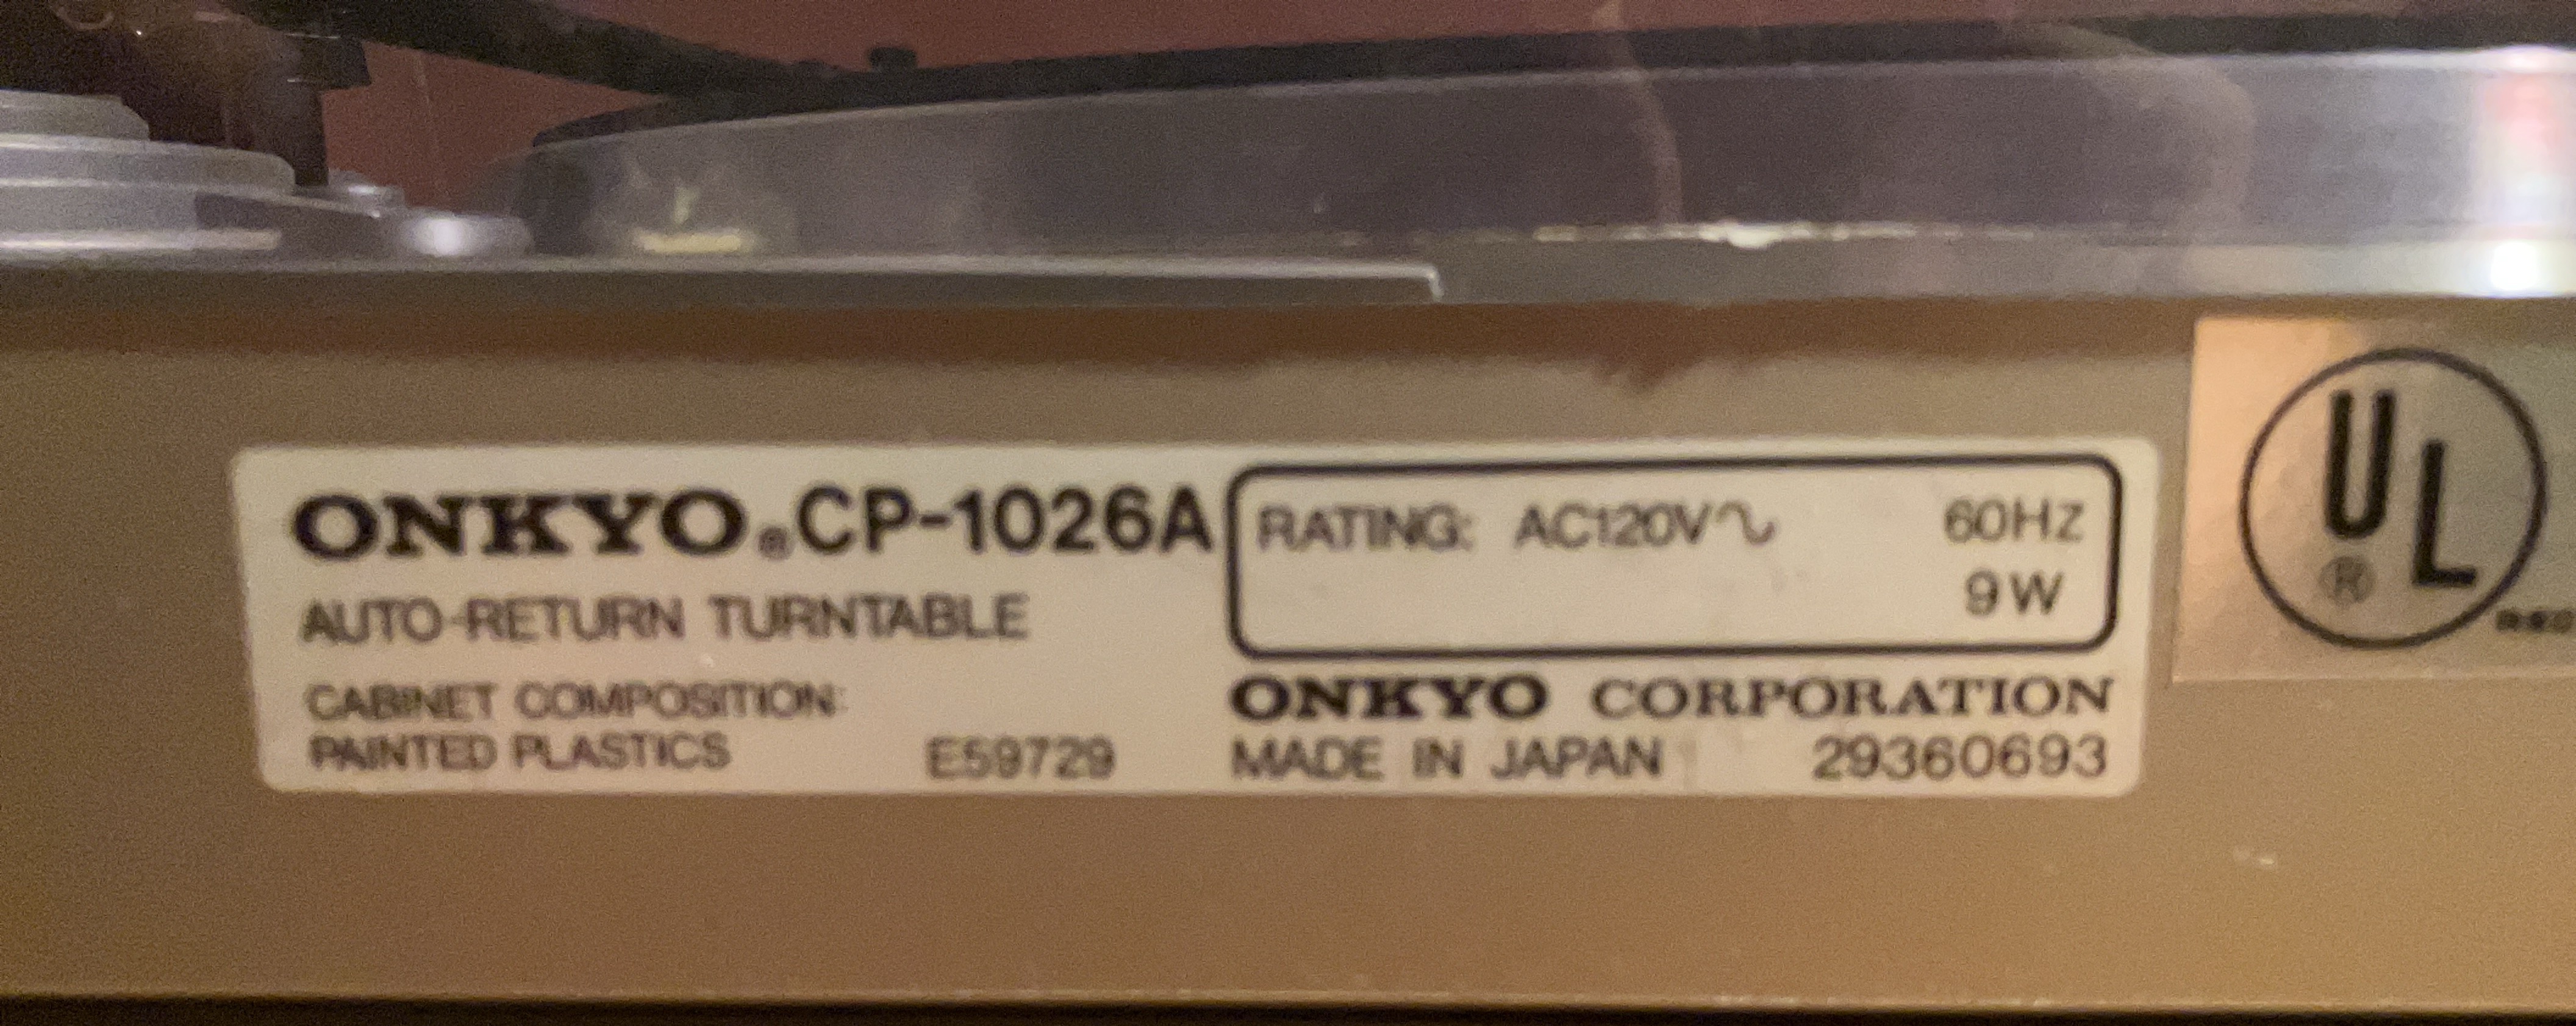 ONKYO® CP-1026A
AUTO-RETURN TURNTABLE
CABINET COMPOSITION:
PAINTED PLASTICS E59729
RATING: AC120V∿ 60Hz
9W
ONKYO CORPORATION
MADE IN JAPAN 29360693
UL
®